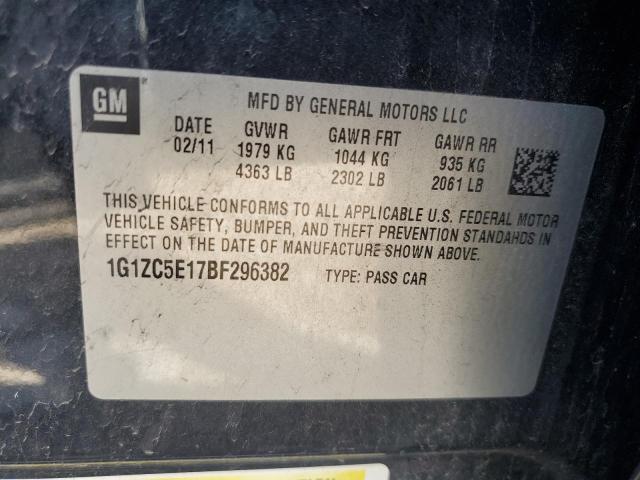 GM
MFD BY GENERAL MOTORS LLC
DATE GVWR GAWR FRT GAWR RR
02/11 1979 KG 1044 KG 935 KG
4363 LB 2302 LB 2061 LB
THIS VEHICLE CONFORMS TO ALL APPLICABLE U.S. FEDERAL MOTOR
VEHICLE SAFETY, BUMPER, AND THEFT PREVENTION STANDARDS IN
EFFECT ON THE DATE OF MANUFACTURE SHOWN ABOVE.
1G1ZC5E17BF296382 TYPE: PASS CAR